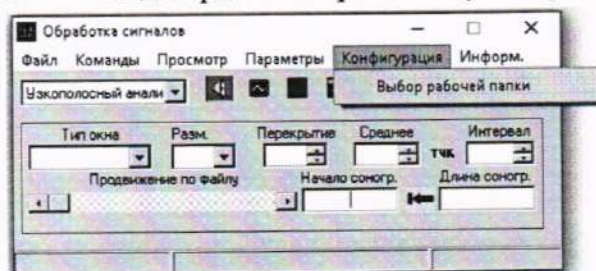 Обработка сигналов
Файл Команды Просмотр Параметры Конфигурация Информ.
Узкополосный анали
Выбор рабочей папки
Тип окна Разм. Перекрытие Среднее Интервал
тчк
Продвижение по файлу Начало соногр. Длина соногр.